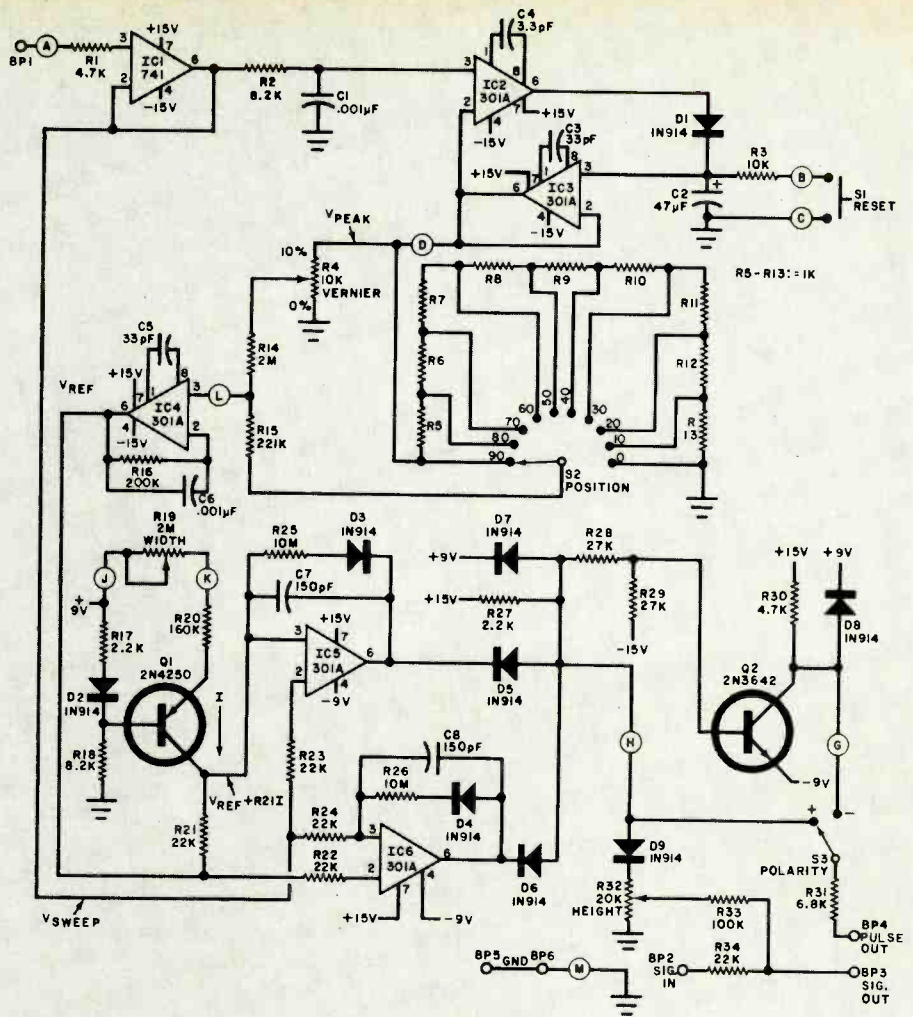 C4
3.3pF
+15V
A
BP1
R1
4.7K
3
7
IC1
741
6
2
4
-15V
R2
8.2K
C1
.001µF
3
1
8
IC2
301A
6
2
7
+15V
4
-15V
C3
33pF
D1
1N914
+15V
7
1
8
3
6
IC3
301A
2
4
-15V
R3
10K
B
C2
47µF
+
C
S1
RESET
VPEAK
D
10%
R4
10K
VERNIER
0%
R5-R13:=1K
R7
R8
R9
R10
R11
R6
R12
R5
R
13
90
80
70
60
50
40
30
20
10
0
S2
POSITION
C5
33pF
R14
2M
VREF
+15V
7
1
8
3
L
6
IC4
301A
4
2
-15V
R15
221K
R16
200K
C6
.001µF
R19
2M
WIDTH
J
K
+
9V
R20
160K
R17
2.2K
Q1
2N4250
I
D2
1N914
R18
8.2K
VREF+R21I
R21
22K
VSWEEP
R25
10M
D3
1N914
C7
150pF
+15V
3
7
IC5
301A
6
2
4
-9V
R23
22K
C8
150pF
R26
10M
D4
1N914
R24
22K
R22
22K
3
IC6
301A
6
2
7
4
+15V
-9V
D6
1N914
D5
1N914
D7
1N914
+9V
+15V
R27
2.2K
R28
27K
R29
27K
-15V
+15V
+9V
R30
4.7K
D8
1N914
Q2
2N3642
-9V
G
H
-
+
S3
POLARITY
D9
1N914
R32
20K
HEIGHT
R33
100K
R31
6.8K
BP4
PULSE
OUT
BP5
GND
BP6
M
BP2
SIG.
IN
R34
22K
BP3
SIG.
OUT